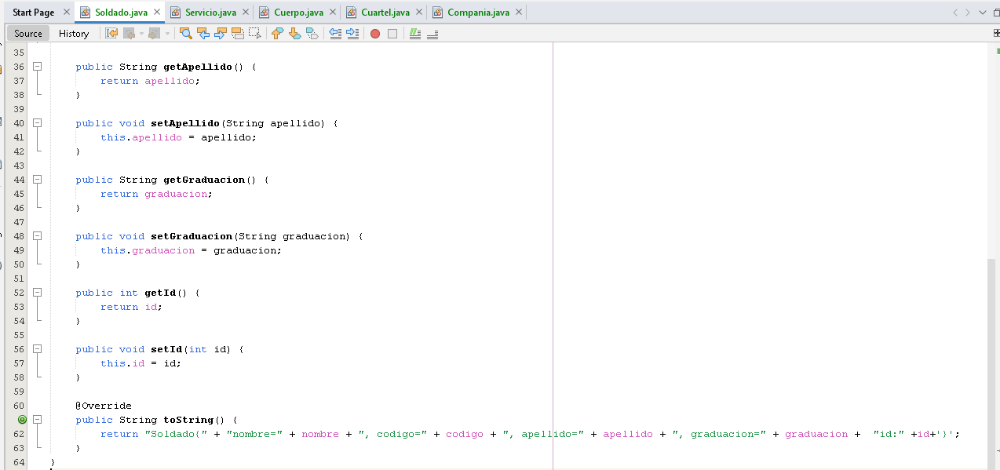 Start Page Soldado.java Servicio.java Cuerpo.java Cuartel.java Compania.java
Source History
35
36 public String getApellido() {
37 return apellido;
38 }
39
40 public void setApellido(String apellido) {
41 this.apellido = apellido;
42 }
43
44 public String getGraduacion() {
45 return graduacion;
46 }
47
48 public void setGraduacion(String graduacion) {
49 this.graduacion = graduacion;
50 }
51
52 public int getId() {
53 return id;
54 }
55
56 public void setId(int id) {
57 this.id = id;
58 }
59
60 @Override
public String toString() {
62 return "Soldado{" + "nombre=" + nombre + ", codigo=" + codigo + ", apellido=" + apellido + ", graduacion=" + graduacion + "id:" +id+'}';
63 }
64 }